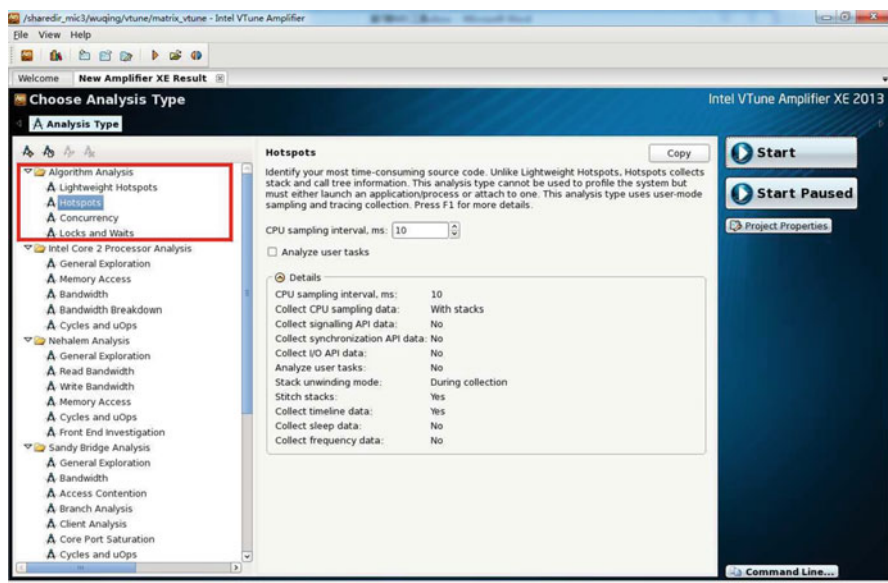 /sharedir_mic3/wuqing/vtune/matrix_vtune - Intel VTune Amplifier
File View Help
Welcome New Amplifier XE Result
Choose Analysis Type
Intel VTune Amplifier XE 2013
Analysis Type
Algorithm Analysis
Lightweight Hotspots
Hotspots
Concurrency
Locks and Waits
Intel Core 2 Processor Analysis
General Exploration
Memory Access
Bandwidth
Bandwidth Breakdown
Cycles and uOps
Nehalem Analysis
General Exploration
Read Bandwidth
Write Bandwidth
Memory Access
Cycles and uOps
Front End Investigation
Sandy Bridge Analysis
General Exploration
Bandwidth
Access Contention
Branch Analysis
Client Analysis
Core Port Saturation
Cycles and uOps
Hotspots
Copy
Identify your most time-consuming source code. Unlike Lightweight Hotspots, Hotspots collects
stack and call tree information. This analysis type cannot be used to profile the system but
must either launch an application/process or attach to one. This analysis type uses user-mode
sampling and tracing collection. Press F1 for more details.
CPU sampling interval, ms: 10
Analyze user tasks
Details
CPU sampling interval, ms: 10
Collect CPU sampling data: With stacks
Collect signalling API data: No
Collect synchronization API data: No
Collect I/O API data: No
Analyze user tasks: No
Stack unwinding mode: During collection
Stitch stacks: Yes
Collect timeline data: Yes
Collect sleep data: No
Collect frequency data: No
Start
Start Paused
Project Properties
Command Line...